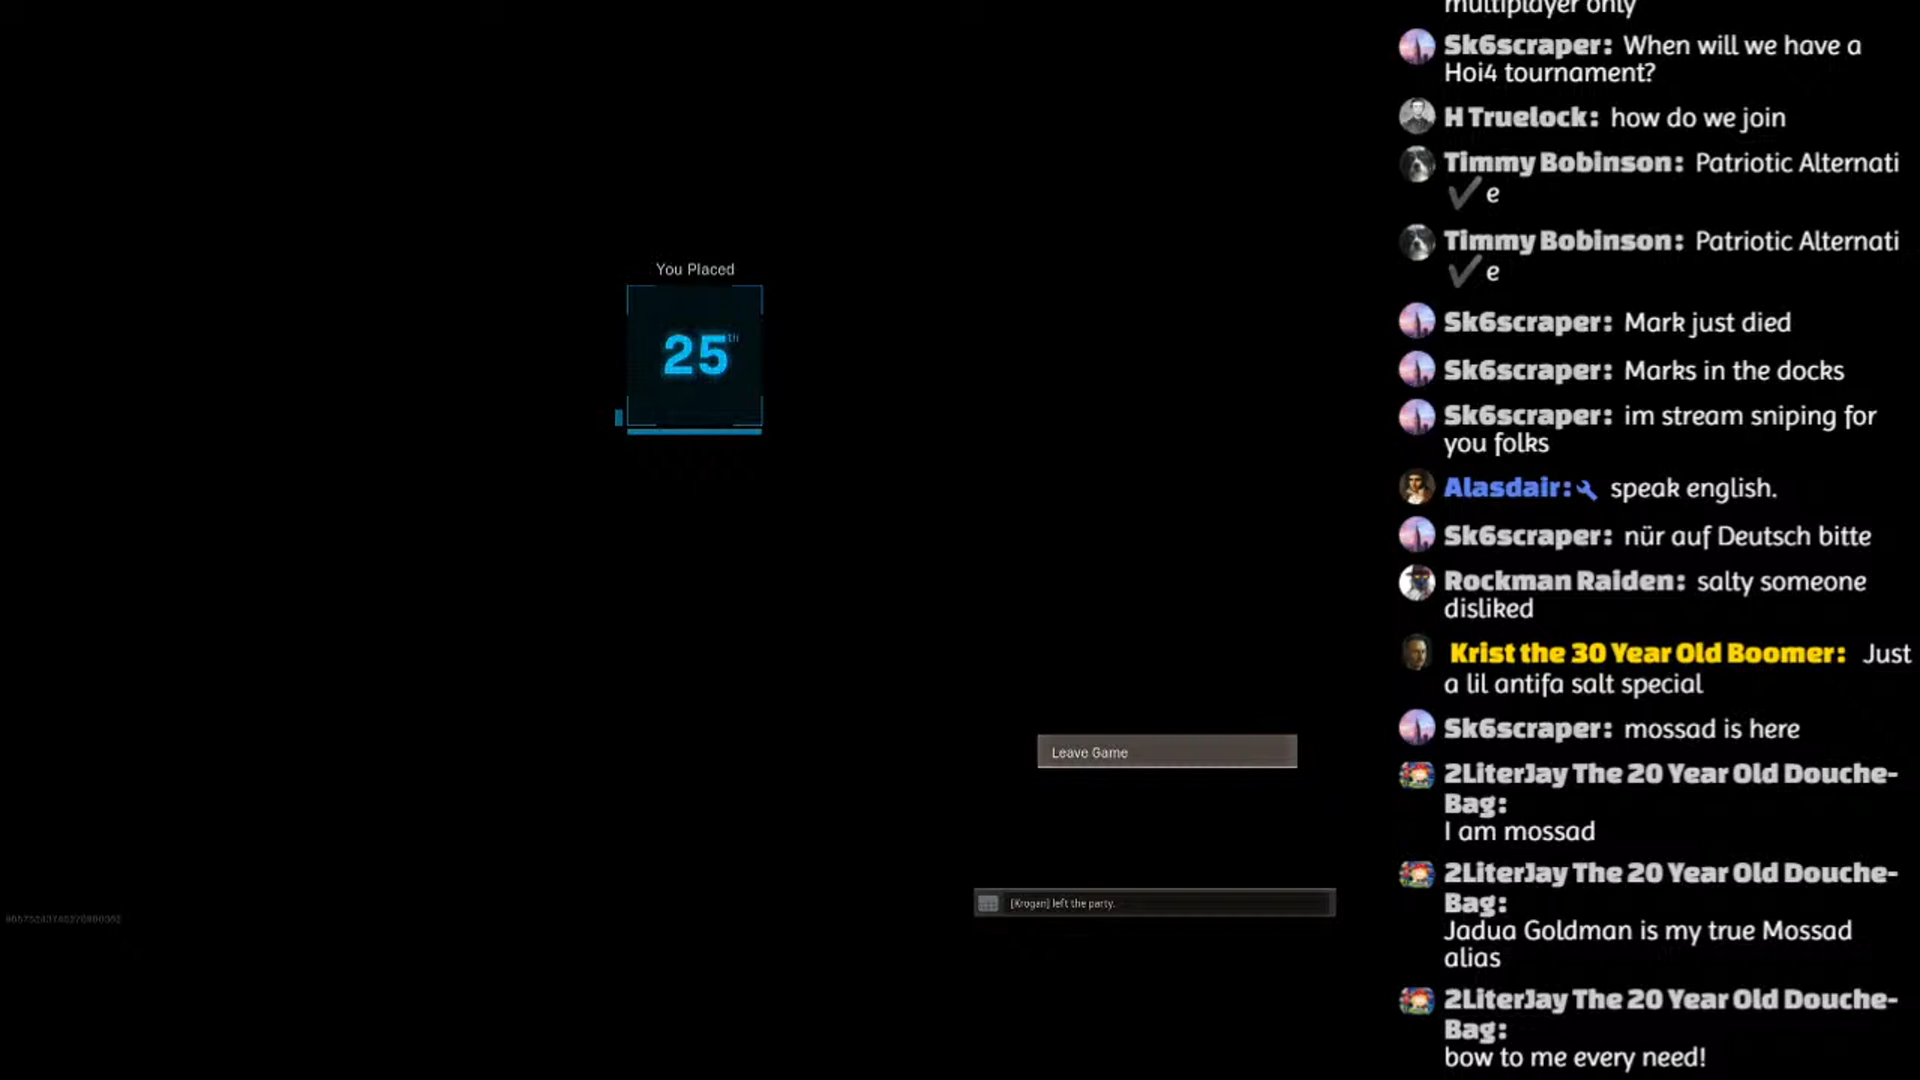 multiplayer only
Sk6scraper: When will we have a
Hoi4 tournament?
H Truelock: how do we join
Timmy Bobinson: Patriotic Alternati
✔e
Timmy Bobinson: Patriotic Alternati
✔e
Sk6scraper: Mark just died
Sk6scraper: Marks in the docks
Sk6scraper: im stream sniping for
you folks
Alasdair: speak english.
Sk6scraper: nür auf Deutsch bitte
Rockman Raiden: salty someone
disliked
Krist the 30 Year Old Boomer: Just
a lil antifa salt special
Sk6scraper: mossad is here
2LiterJay The 20 Year Old Douche-
Bag:
I am mossad
2LiterJay The 20 Year Old Douche-
Bag:
Jadua Goldman is my true Mossad
alias
2LiterJay The 20 Year Old Douche-
Bag:
bow to me every need!
You Placed
25th
Leave Game
[Krogan] left the party.